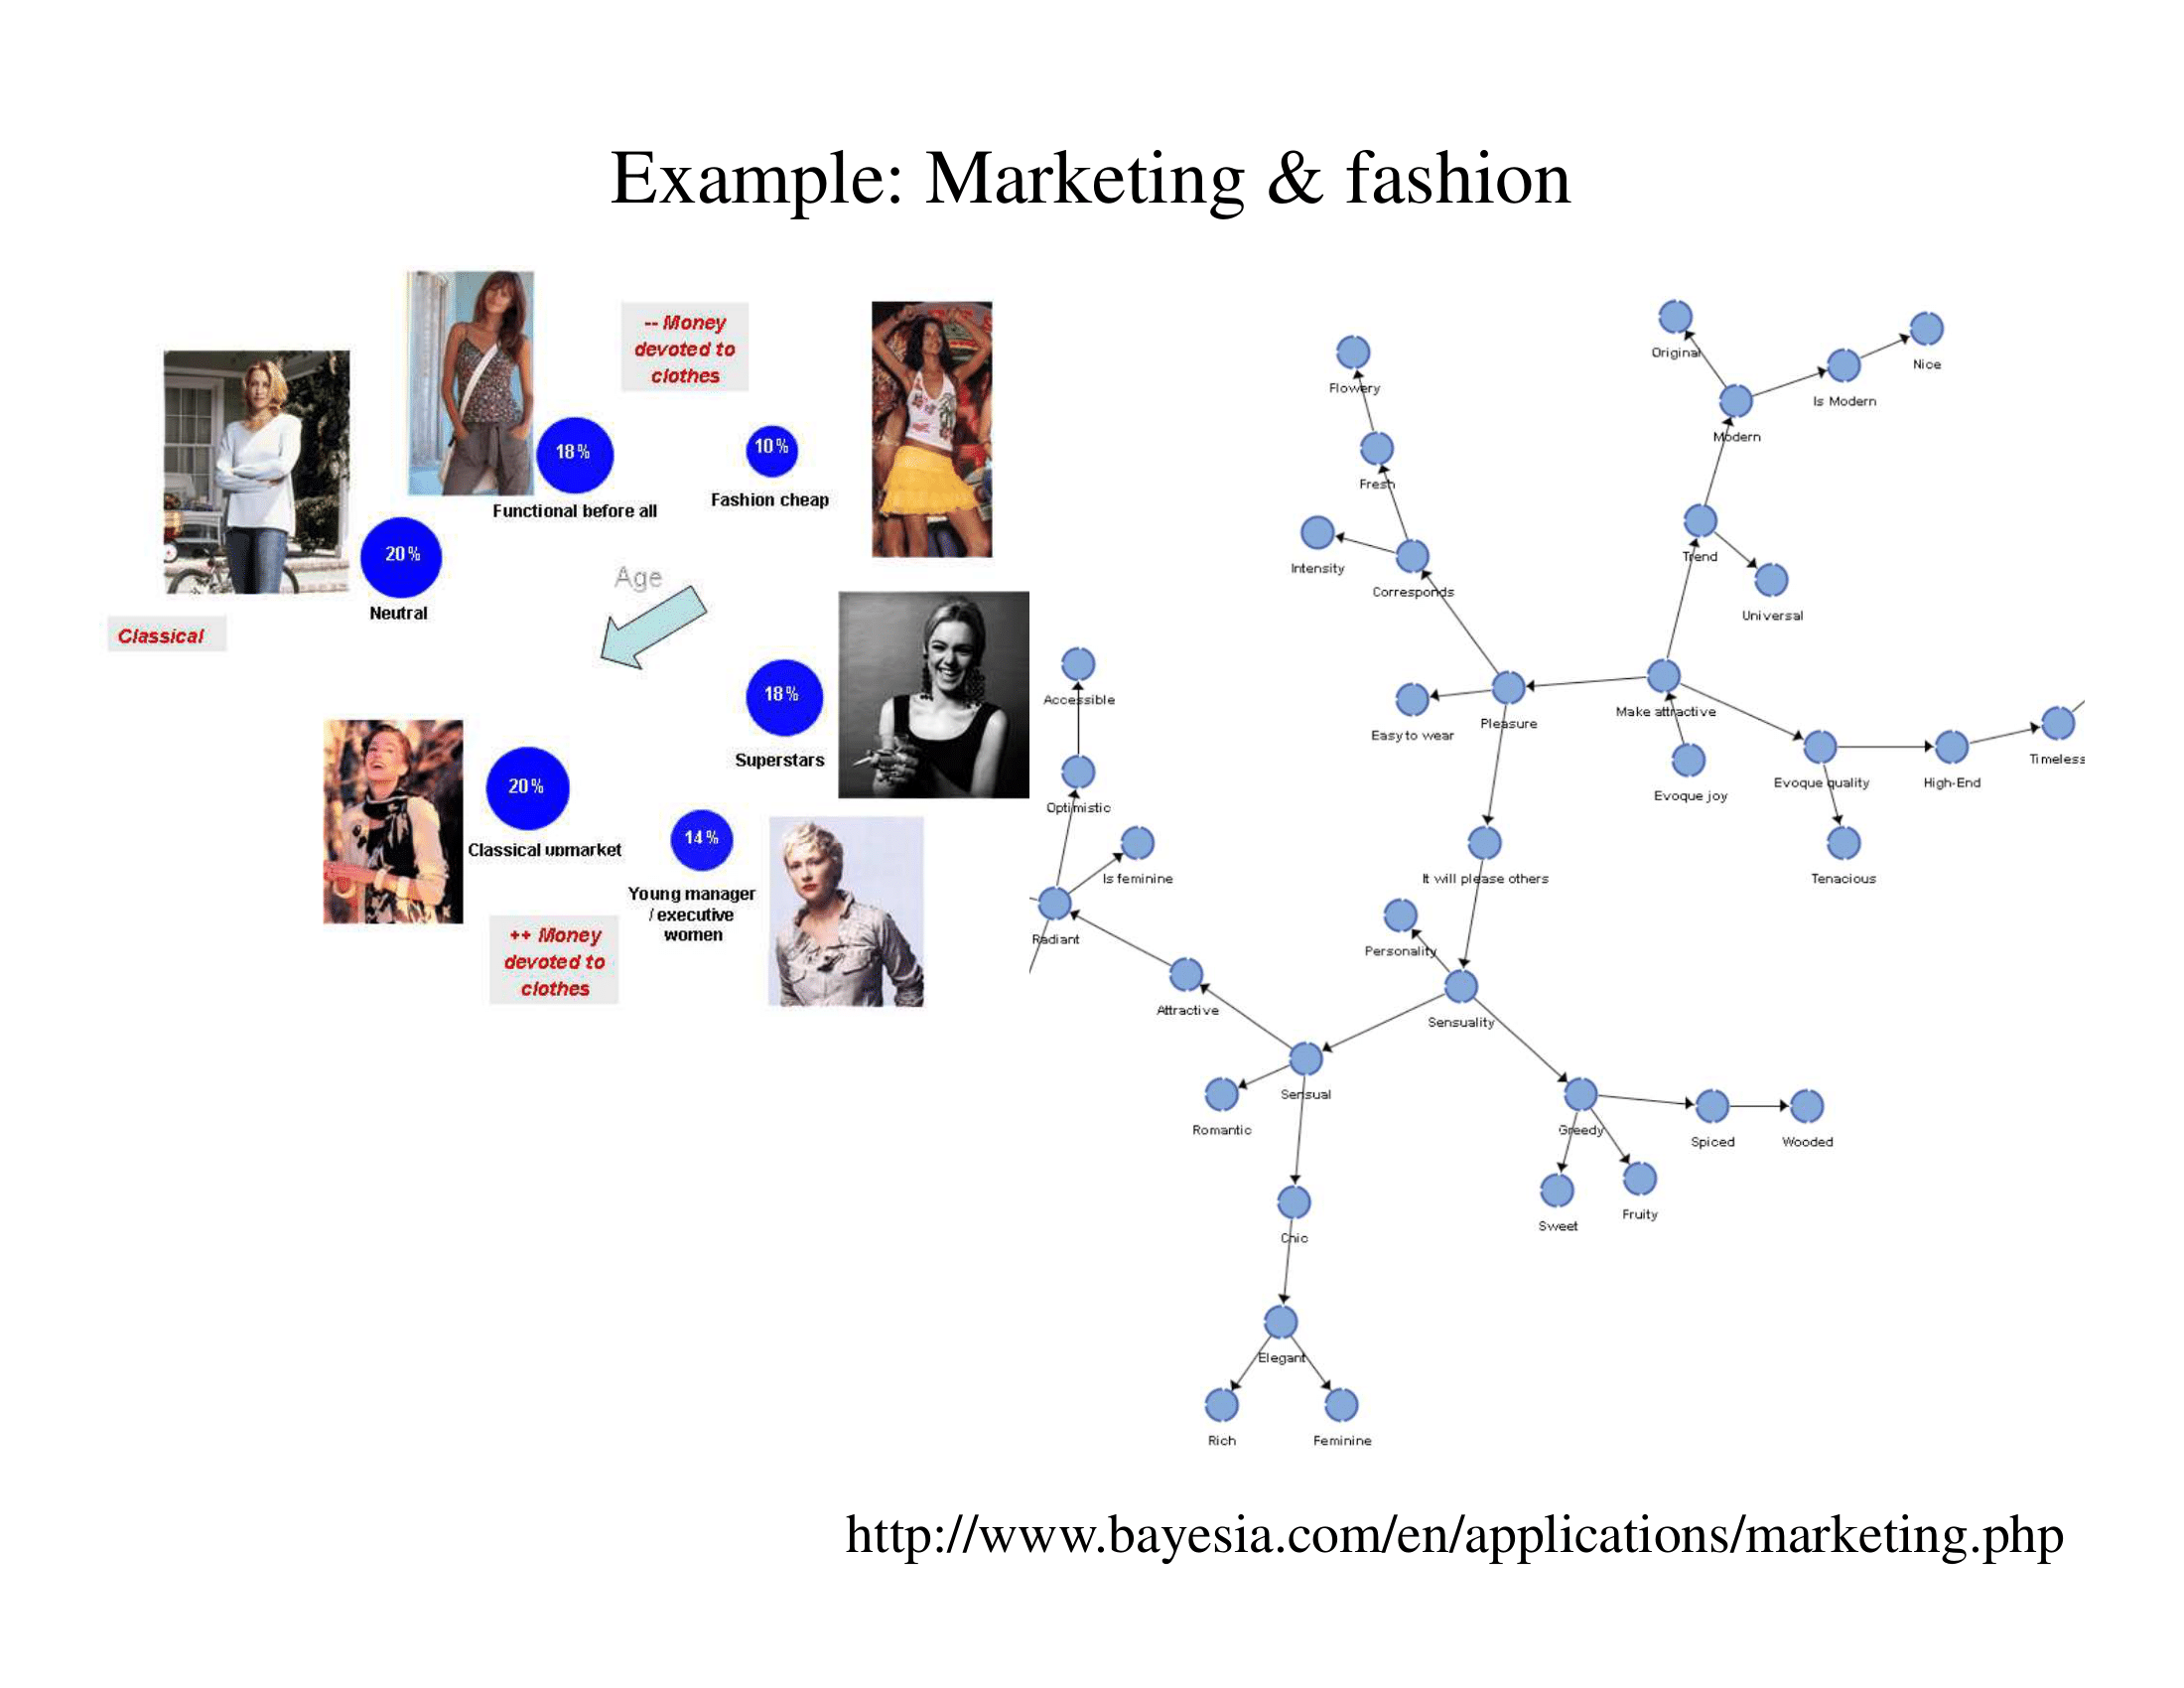 Example: Marketing & fashion
-- Money
devoted to
clothes
18%
Functional before all
10%
Fashion cheap
20%
Neutral
Age
Classical
18%
Superstars
20%
Classical upmarket
14%
Young manager
/ executive
women
++ Money
devoted to
clothes
Original
Nice
Is Modern
Modern
Flowery
Fresh
Intensity
Corresponds
Trend
Universal
Accessible
Easy to wear
Pleasure
Make attractive
Evoque joy
Evoque quality
High-End
Timeless
Optimistic
Is feminine
It will please others
Tenacious
Radiant
Personality
Attractive
Sensuality
Sensual
Romantic
Greedy
Spiced
Wooded
Sweet
Fruity
Chic
Elegant
Rich
Feminine
http://www.bayesia.com/en/applications/marketing.php